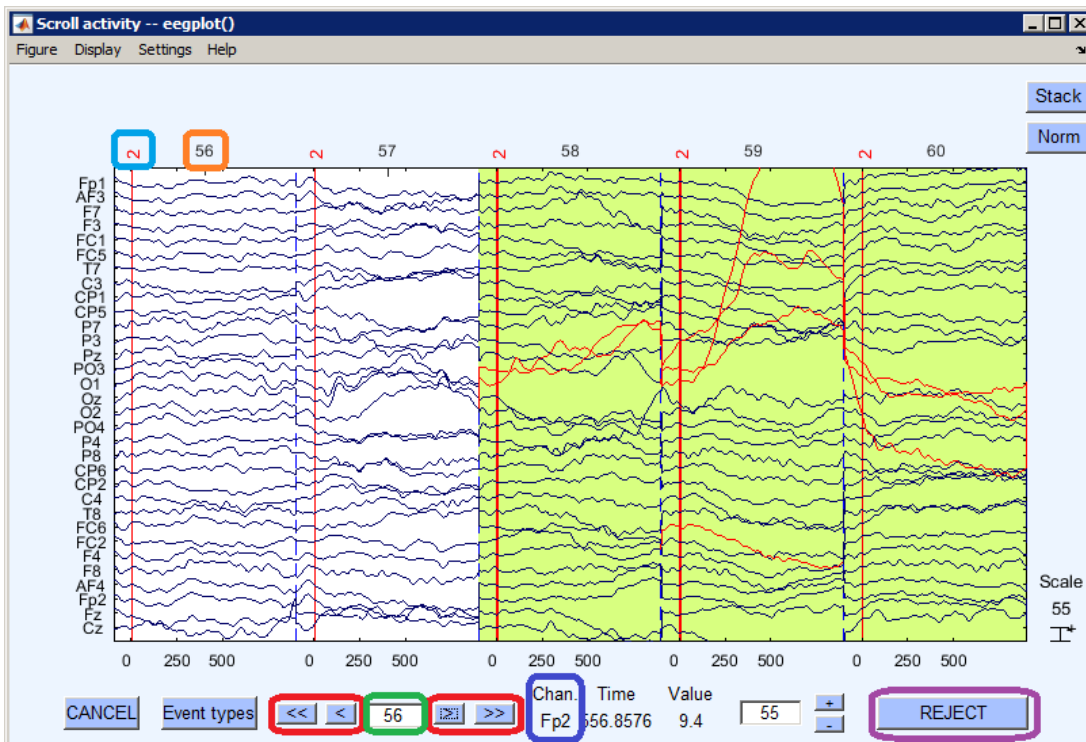 Scroll activity -- eegplot()
Figure Display Settings Help
Stack
Norm
2 56 2 57 2 58 2 59 2 60
Fp1
AF3
F7
F3
FC1
FC5
T7
C3
CP1
CP5
P7
P3
Pz
PO3
O1
Oz
O2
PO4
P4
P8
CP6
CP2
C4
T8
FC6
FC2
F4
F8
AF4
Fp2
Fz
Cz
Scale
55
0 250 500 0 250 500 0 250 500 0 250 500 0 250 500
Chan. Time Value
CANCEL Event types << < 56 > >> Fp2 556.8576 9.4 55 + - REJECT